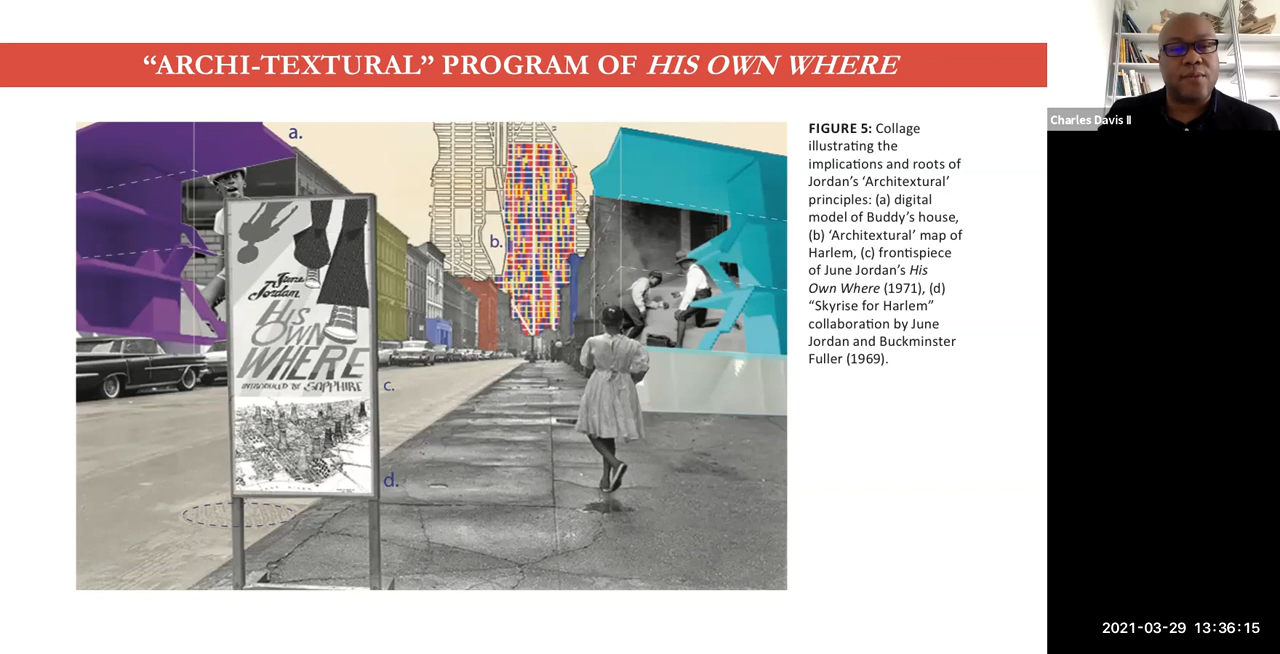 “ARCHI-TEXTURAL” PROGRAM OF HIS OWN WHERE
Charles Davis II
a.
b.
June
Jordan
HIS
OWN
WHERE
INTRODUCED BY SAPPHIRE
c.
d.
FIGURE 5: Collage
illustrating the
implications and roots of
Jordan’s ‘Architextural’
principles: (a) digital
model of Buddy’s house,
(b) ‘Architextural’ map of
Harlem, (c) frontispiece
of June Jordan’s His
Own Where (1971), (d)
“Skyrise for Harlem”
collaboration by June
Jordan and Buckminster
Fuller (1969).
2021-03-29 13:36:15